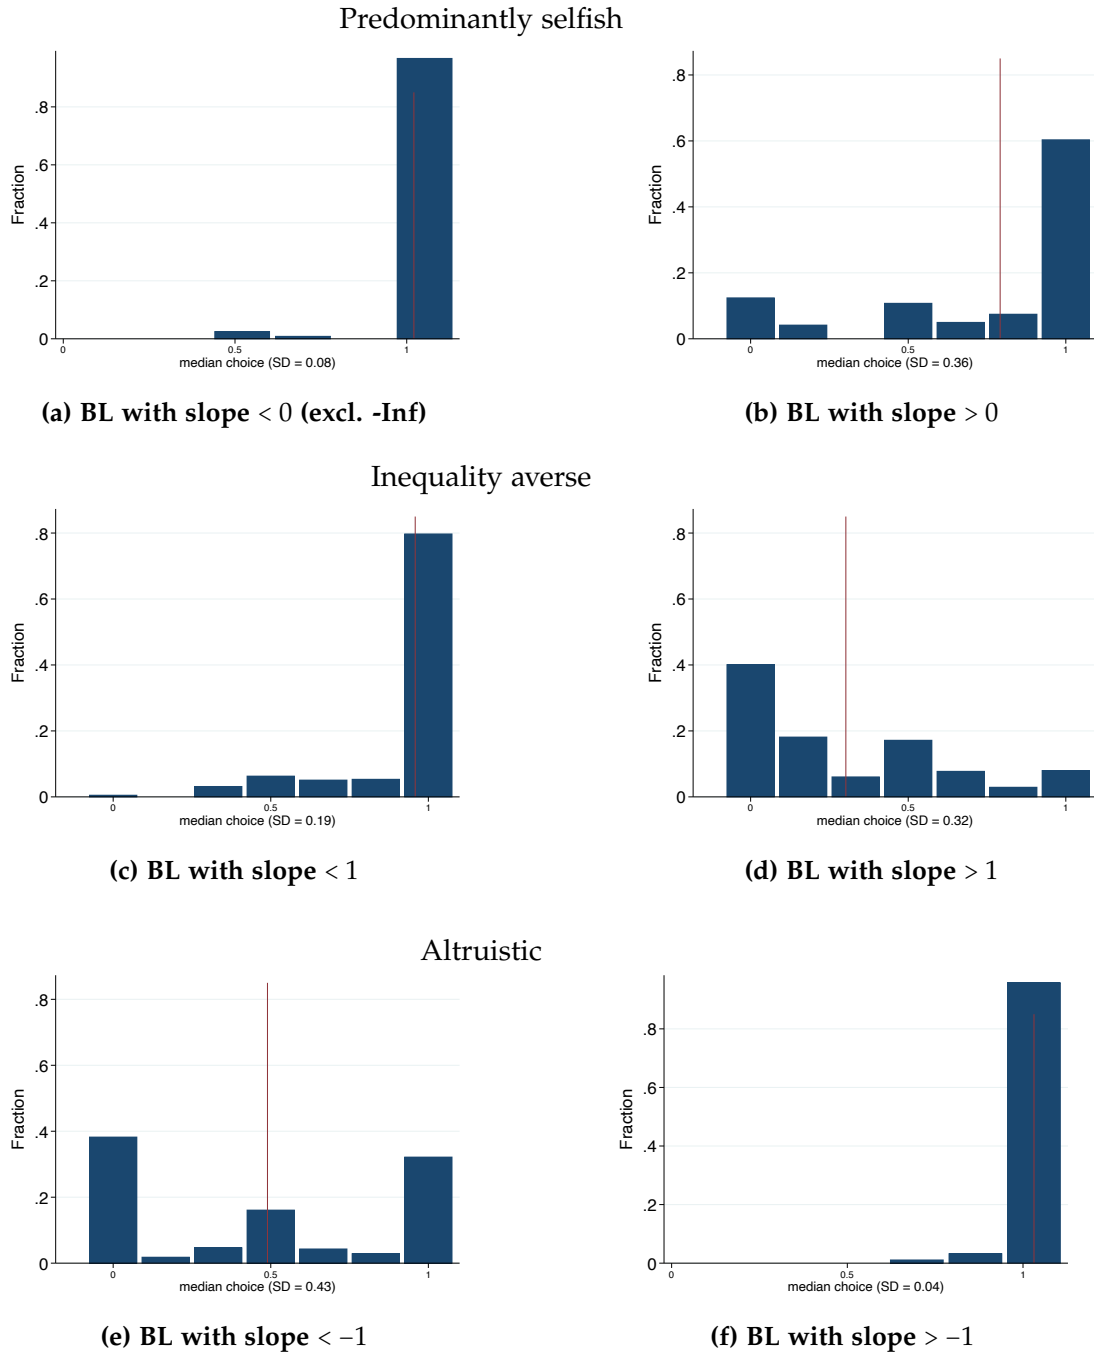 Predominantly selfish
.8
.6
.4
.2
0
Fraction
0 0.5 1
median choice (SD = 0.08)
(a) BL with slope < 0 (excl. -Inf)
.8
.6
.4
.2
0
Fraction
0 0.5 1
median choice (SD = 0.36)
(b) BL with slope > 0
Inequality averse
.8
.6
.4
.2
0
Fraction
0 0.5 1
median choice (SD = 0.19)
(c) BL with slope < 1
.8
.6
.4
.2
0
Fraction
0 0.5 1
median choice (SD = 0.32)
(d) BL with slope > 1
Altruistic
.8
.6
.4
.2
0
Fraction
0 0.5 1
median choice (SD = 0.43)
(e) BL with slope < −1
.8
.6
.4
.2
0
Fraction
0 0.5 1
median choice (SD = 0.04)
(f) BL with slope > −1